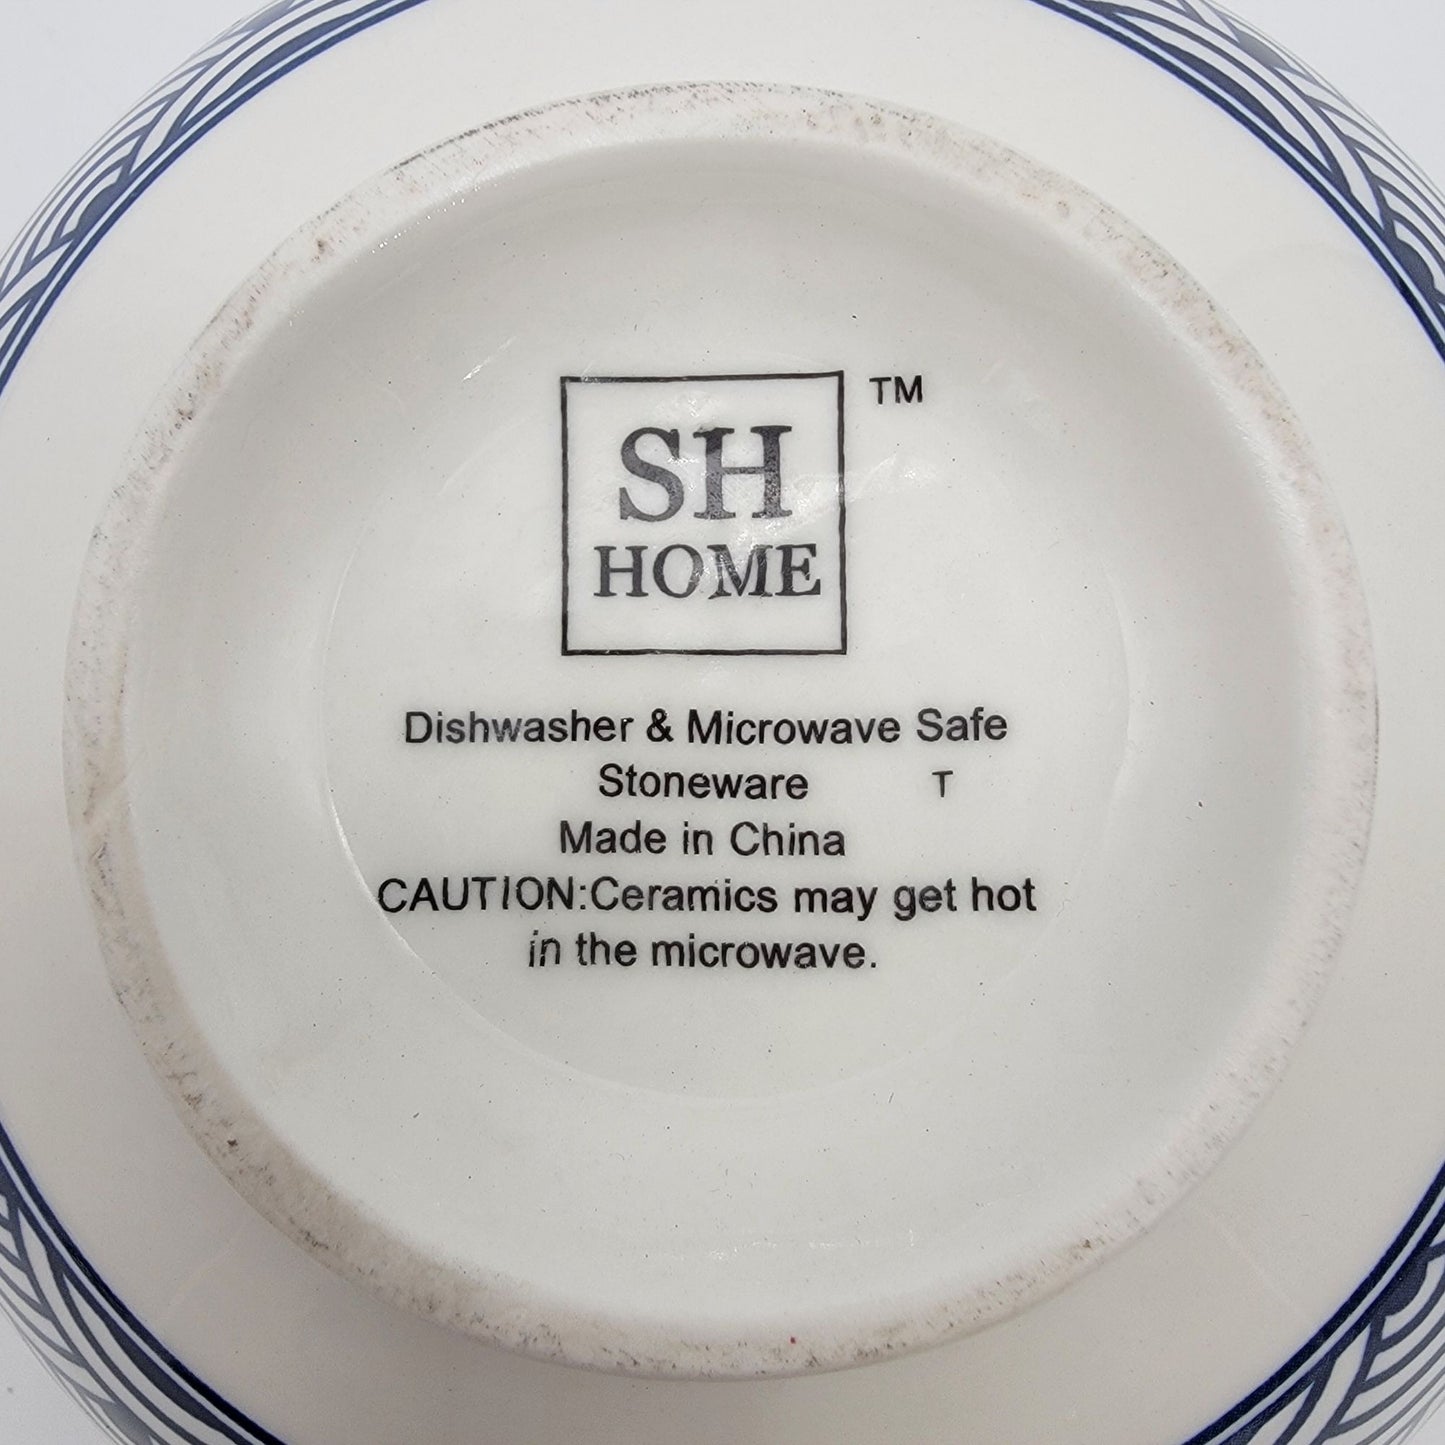 SH
HOME
TM
Dishwasher & Microwave Safe
Stoneware T
Made in China
CAUTION:Ceramics may get hot
in the microwave.